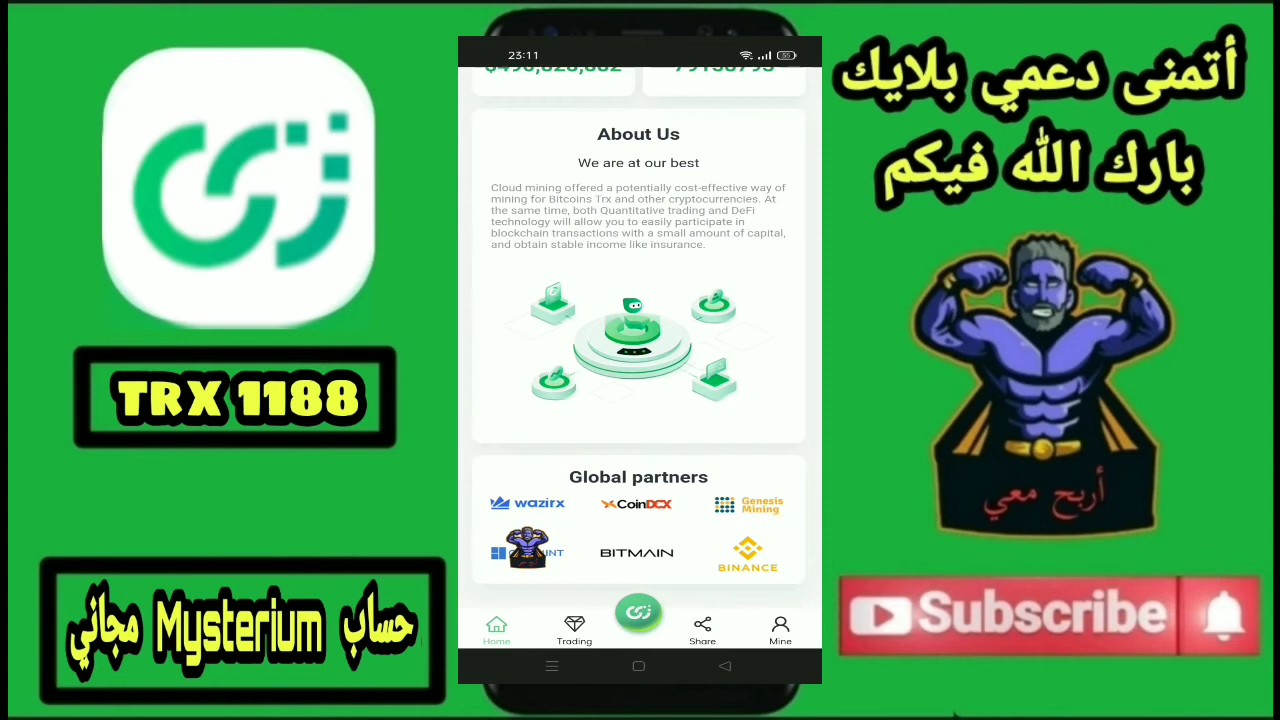 23:11
55
About Us
We are at our best
Cloud mining offered a potentially cost-effective way of
mining for Bitcoins Trx and other cryptocurrencies. At
the same time, both Quantitative trading and DeFi
technology will allow you to easily participate in
blockchain transactions with a small amount of capital,
and obtain stable income like insurance.
Global partners
wazirx
CoinDCX
Genesis
Mining
BITMAIN
BINANCE
Home
Trading
Share
Mine
TRX 1188
حساب Mysterium مجاني
أتمنى دعمي بلايك
بارك الله فيكم
أربح معي
Subscribe